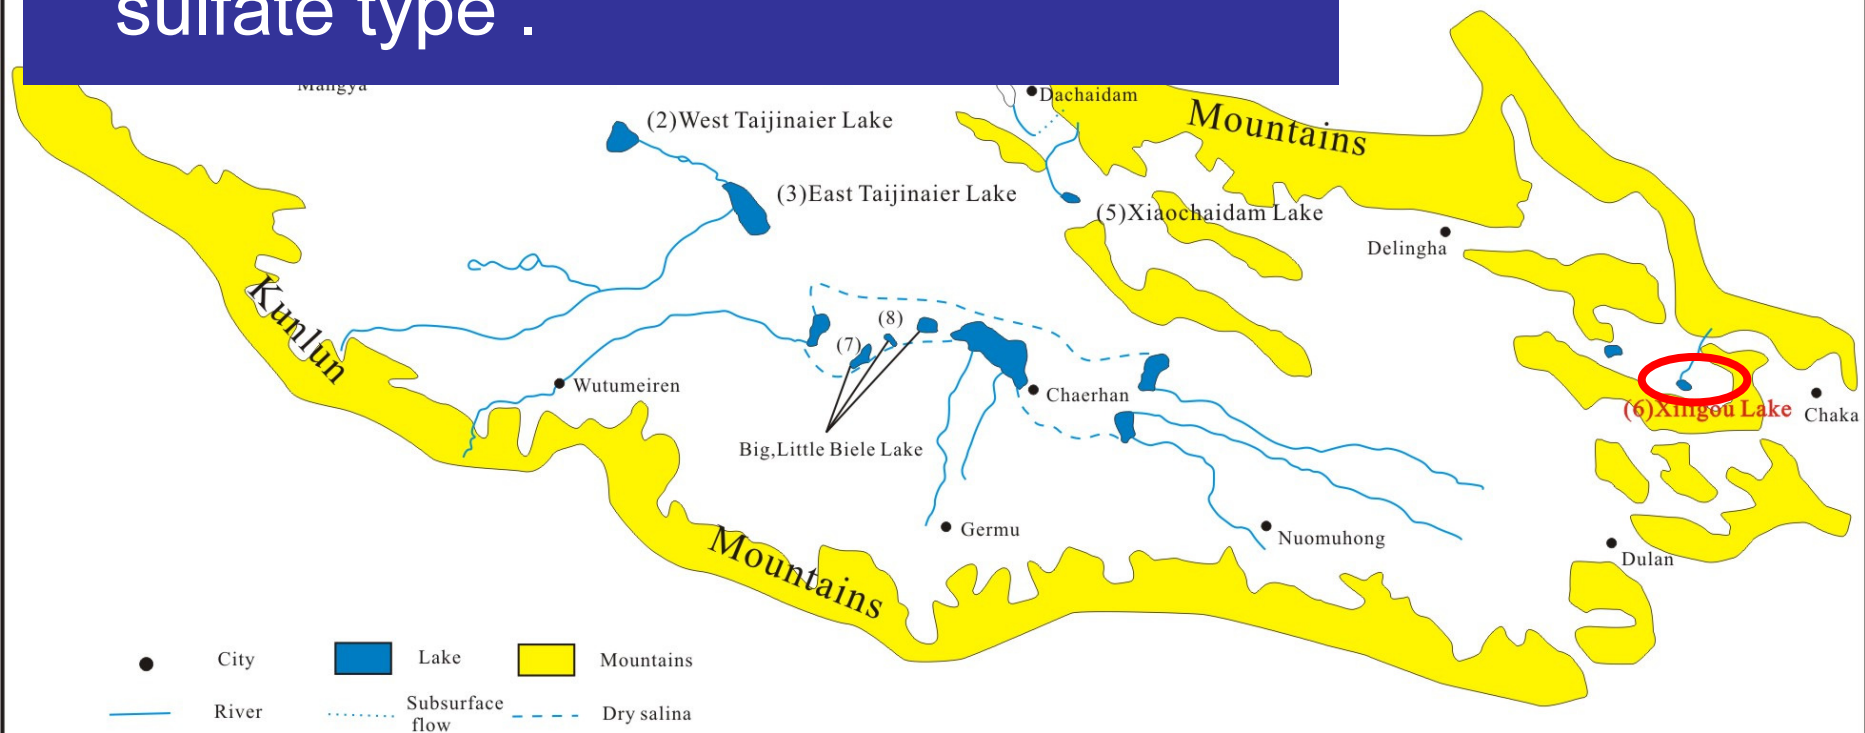 sulfate type .
Mangya
Dachaidam
Mountains
(2)West Taijinaier Lake
(3)East Taijinaier Lake
(5)Xiaochaidam Lake
Delingha
Kunlun
(8)
(7)
Wutumeiren
Chaerhan
(6)Xiligou Lake
Chaka
Big,Little Biele Lake
Germu
Nuomuhong
Mountains
Dulan
City
Lake
Mountains
River
Subsurface
flow
Dry salina